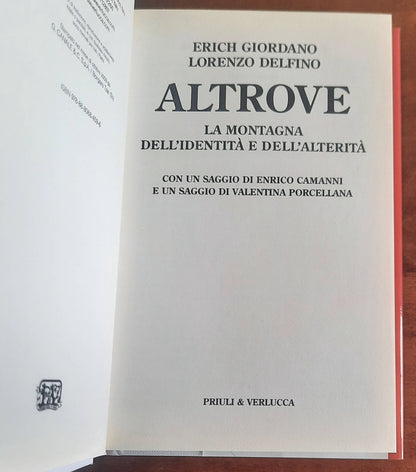 ERICH GIORDANO
LORENZO DELFINO
ALTROVE
LA MONTAGNA
DELL'IDENTITÀ E DELL'ALTERITÀ
CON UN SAGGIO DI ENRICO CAMANNI
E UN SAGGIO DI VALENTINA PORCELLANA
PRIULI & VERLUCCA